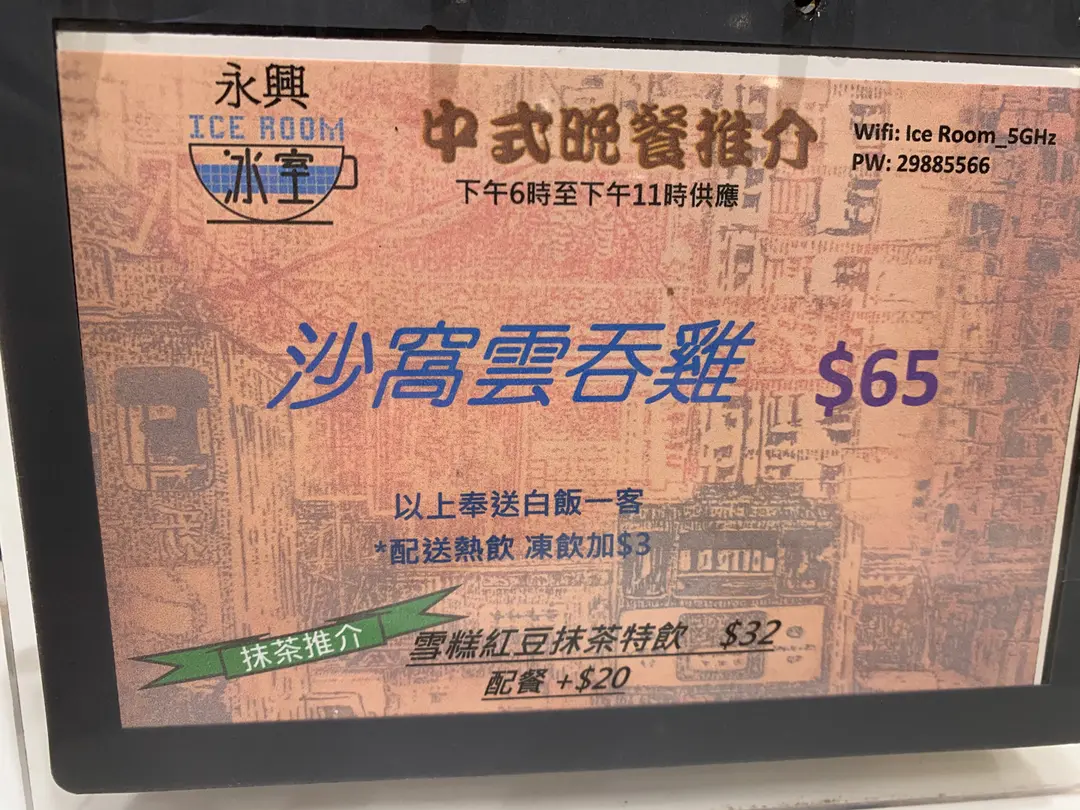 永興
ICE ROOM
冰室
中式晚餐推介
下午6時至下午11時供應
Wifi: Ice Room_5GHz
PW: 29885566
沙窩雲吞雞 $65
以上奉送白飯一客
*配送熱飲 凍飲加$3
抹茶推介
雪糕紅豆抹茶特飲 $32
配餐 +$20